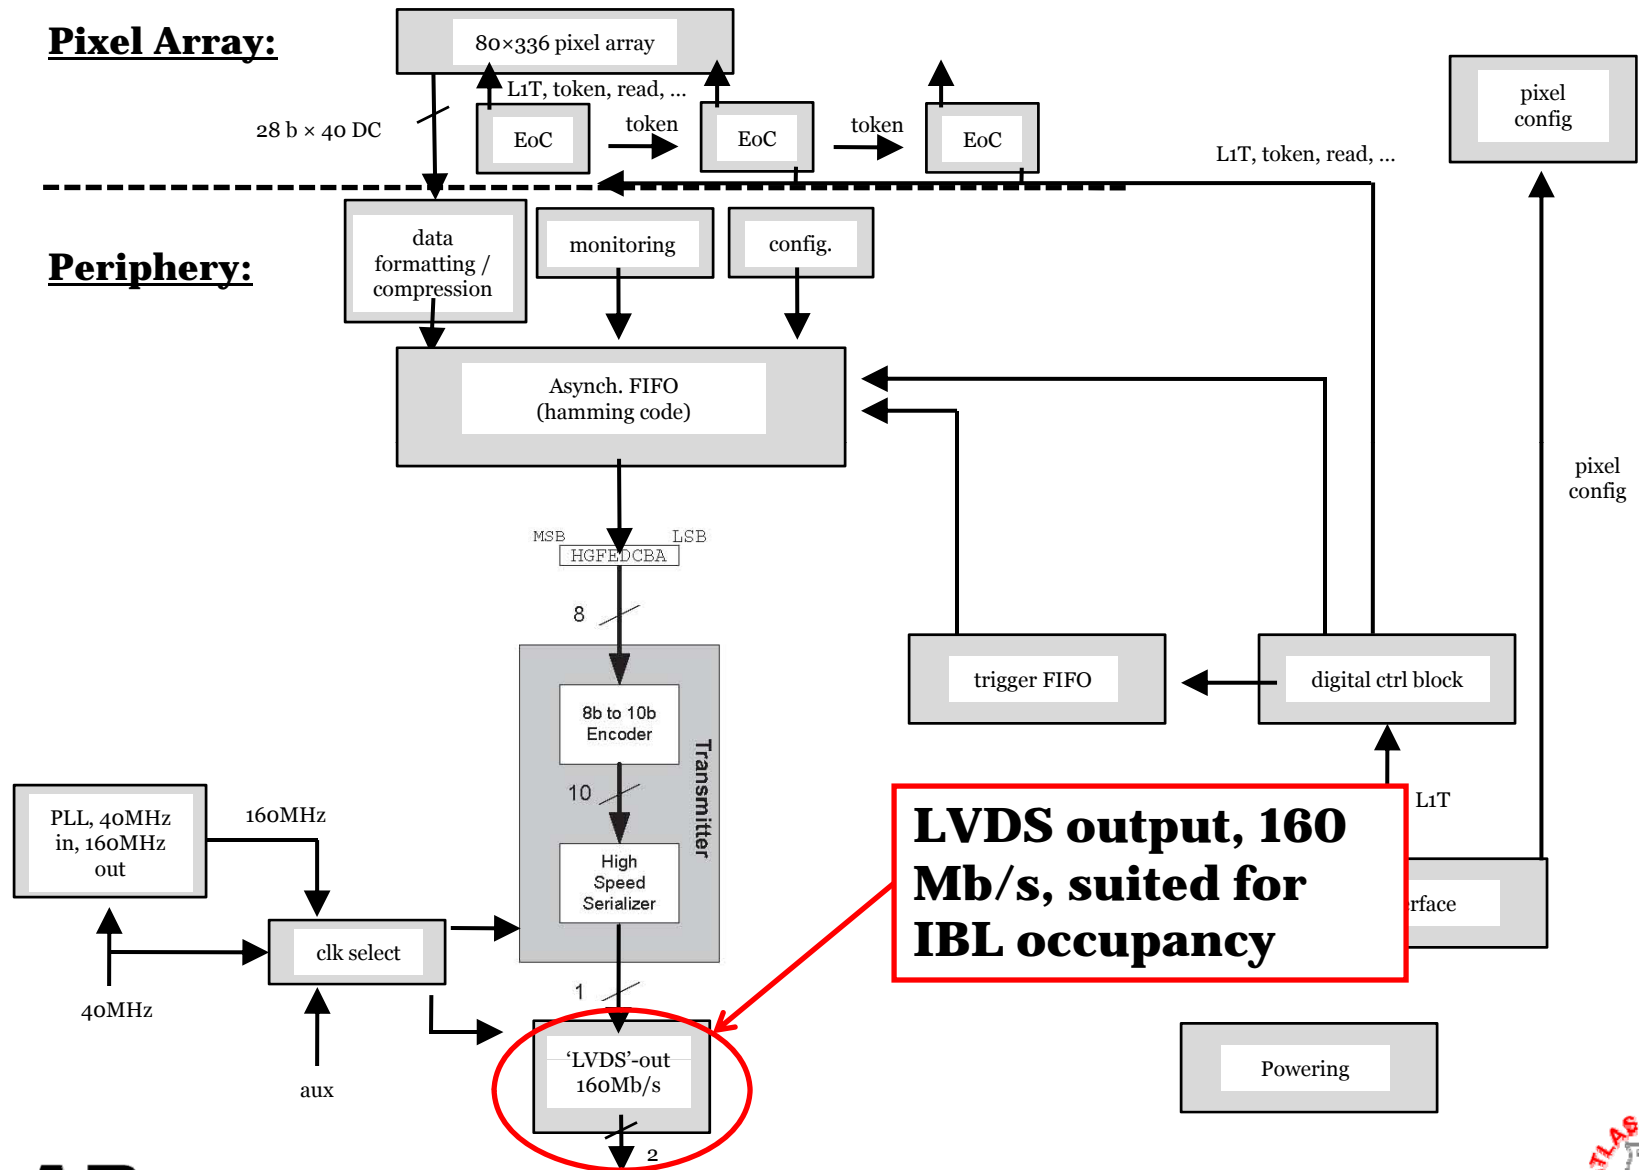 Pixel Array:
80×336 pixel array
L1T, token, read, ...
28 b × 40 DC
EoC
token
EoC
token
EoC
L1T, token, read, ...
pixel
config
Periphery:
data
formatting /
compression
monitoring
config.
Asynch. FIFO
(hamming code)
pixel
config
MSB
LSB
HGFEDCBA
8
trigger FIFO
digital ctrl block
8b to 10b
Encoder
Transmitter
10
High
Speed
Serializer
PLL, 40MHz
in, 160MHz
out
160MHz
L1T
LVDS output, 160
Mb/s, suited for
IBL occupancy
erface
clk select
40MHz
aux
1
'LVDS'-out
160Mb/s
2
Powering
ATLAS